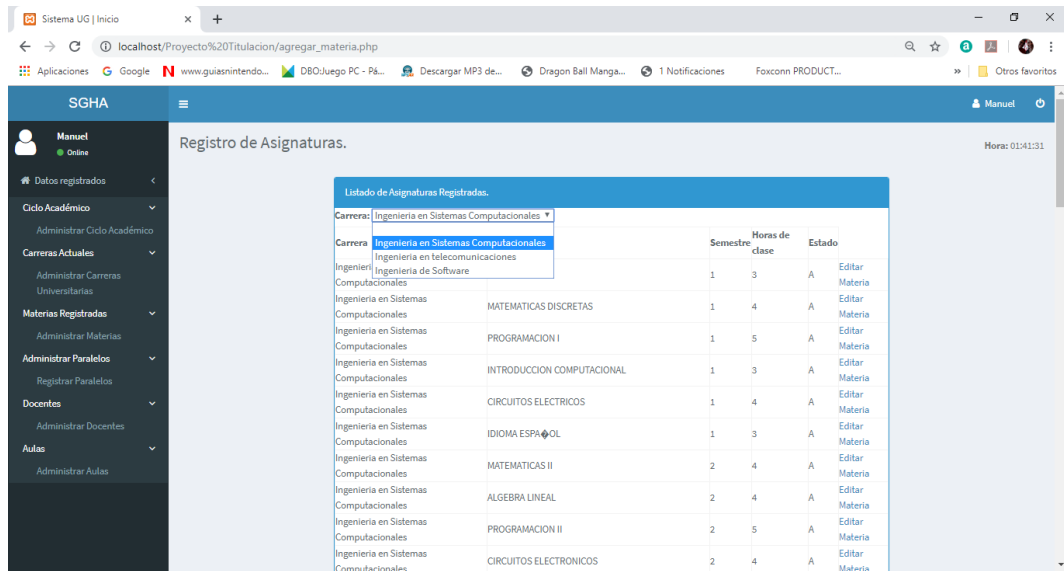 Sistema UG | Inicio
localhost/Proyecto%20Titulacion/agregar_materia.php
Aplicaciones Google www.guiasnintendo... DBO:Juego PC - Pá... Descargar MP3 de... Dragon Ball Manga... 1 Notificaciones Foxconn PRODUCT... » Otros favoritos
SGHA Manuel
Manuel
Online
Registro de Asignaturas.
Hora: 01:41:31
Datos registrados
Ciclo Académico
Administrar Ciclo Académico
Carreras Actuales
Administrar Carreras
Universitarias
Materias Registradas
Administrar Materias
Administrar Paralelos
Registrar Paralelos
Docentes
Administrar Docentes
Aulas
Administrar Aulas
Listado de Asignaturas Registradas.
Carrera: Ingenieria en Sistemas Computacionales
Ingenieria en Sistemas Computacionales
Ingenieria en telecomunicaciones
Ingenieria de Software
Carrera Semestre Horas de clase Estado
Computacionales 1 3 A Editar Materia
Ingenieria en Sistemas Computacionales MATEMATICAS DISCRETAS 1 4 A Editar Materia
Ingenieria en Sistemas Computacionales PROGRAMACION I 1 5 A Editar Materia
Ingenieria en Sistemas Computacionales INTRODUCCION COMPUTACIONAL 1 3 A Editar Materia
Ingenieria en Sistemas Computacionales CIRCUITOS ELECTRICOS 1 4 A Editar Materia
Ingenieria en Sistemas Computacionales IDIOMA ESPA�OL 1 3 A Editar Materia
Ingenieria en Sistemas Computacionales MATEMATICAS II 2 4 A Editar Materia
Ingenieria en Sistemas Computacionales ALGEBRA LINEAL 2 4 A Editar Materia
Ingenieria en Sistemas Computacionales PROGRAMACION II 2 5 A Editar Materia
Ingenieria en Sistemas Computacionales CIRCUITOS ELECTRONICOS 2 4 A Editar Materia